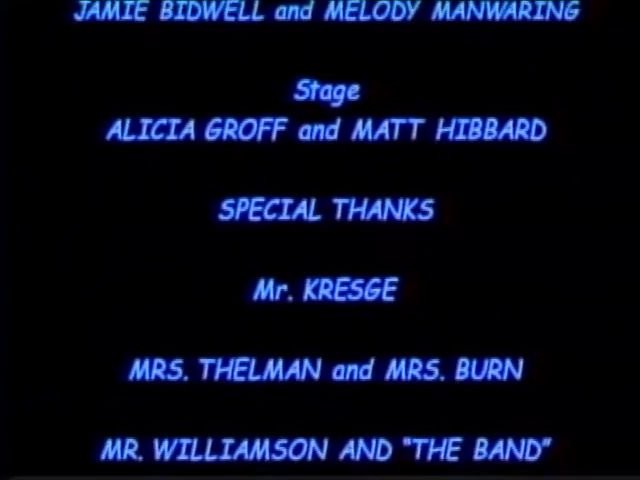 JAMIE BIDWELL and MELODY MANWARING
Stage
ALICIA GROFF and MATT HIBBARD
SPECIAL THANKS
Mr. KRESGE
MRS. THELMAN and MRS. BURN
MR. WILLIAMSON AND "THE BAND"